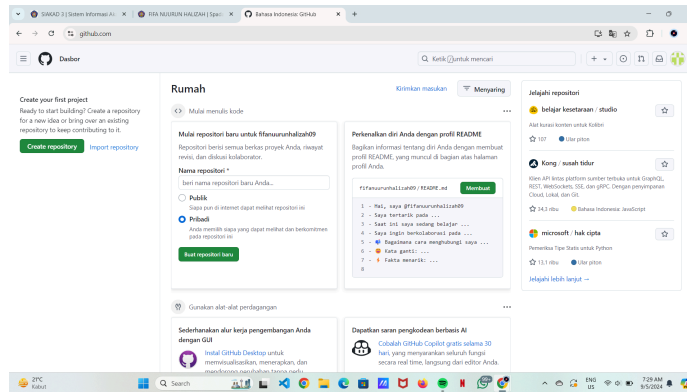 SIAKAD 3 | Sistem Informasi Ak
FIFA NUURUN HALIZAH | Spad
Bahasa Indonesia: GitHub
github.com
Dasbor
Ketik / untuk mencari
Create your first project
Ready to start building? Create a repository
for a new idea or bring over an existing
repository to keep contributing to it.
Create repository
Import repository
Rumah
Kirimkan masukan
Menyaring
Mulai menulis kode
Mulai repositori baru untuk fifanuurunhalizah09
Repositori berisi semua berkas proyek Anda, riwayat
revisi, dan diskusi kolaborator.
Nama repositori *
beri nama repositori baru Anda...
Publik
Siapa pun di internet dapat melihat repositori ini
Pribadi
Anda memilih siapa yang dapat melihat dan berkomitmen
pada repositori ini
Buat repositori baru
Perkenalkan diri Anda dengan profil README
Bagikan informasi tentang diri Anda dengan membuat
profil README, yang muncul di bagian atas halaman
profil Anda.
fifanuurunhalizah09 / README.md
Membuat
1 - Hai, saya @fifanuurunhalizah09
2 - Saya tertarik pada ...
3 - Saat ini saya sedang belajar ...
4 - Saya ingin berkolaborasi pada ...
5 - Bagaimana cara menghubungi saya ...
6 - Kata ganti: ...
7 - Fakta menarik: ...
8
Gunakan alat-alat perdagangan
Sederhanakan alur kerja pengembangan Anda
dengan GUI
Instal GitHub Desktop untuk
memvisualisasikan, menerapkan, dan
mendorong perubahan tanpa perlu
Dapatkan saran pengkodean berbasis AI
Cobalah GitHub Copilot gratis selama 30
hari, yang menyarankan seluruh fungsi
secara real time, langsung dari editor Anda.
Jelajahi repositori
belajar kesetaraan / studio
Alat kurasi konten untuk Kolibri
107
Ular piton
Kong / susah tidur
Klien API lintas platform sumber terbuka untuk GraphQL,
REST, WebSockets, SSE, dan gRPC. Dengan penyimpanan
Cloud, Lokal, dan Git.
34,3 ribu
Bahasa Indonesia: JavaScript
microsoft / hak cipta
Pemeriksa Tipe Statis untuk Python
13.1 ribu
Ular piton
Jelajahi lebih lanjut →
21°C
Kabut
Search
ENG
US
7:29 AM
9/5/2024